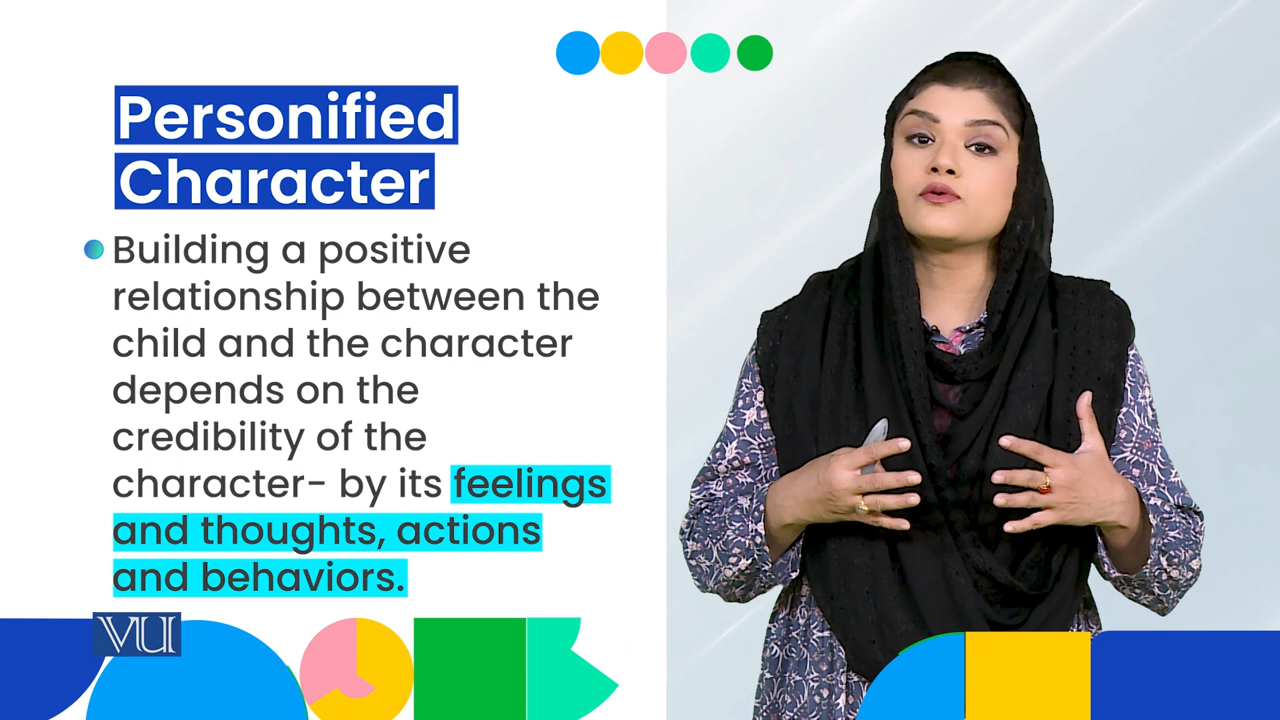 Personified
Character
Building a positive
relationship between the
child and the character
depends on the
credibility of the
character- by its feelings
and thoughts, actions
and behaviors.
VU